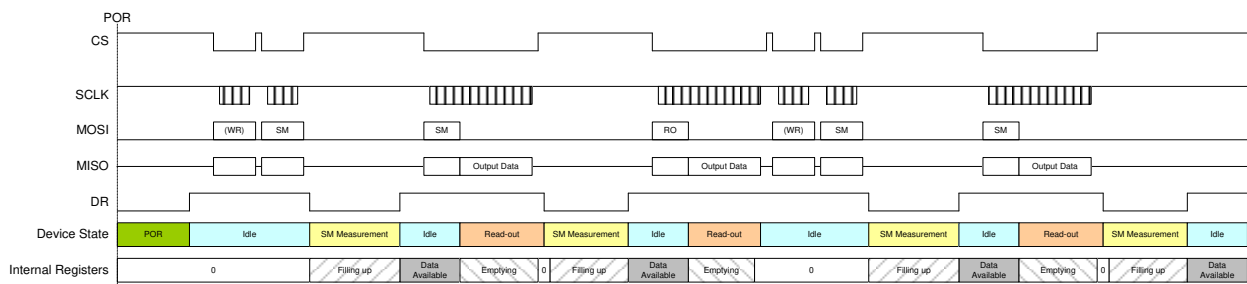 POR
CS
SCLK
MOSI (WR) SM SM RO (WR) SM SM
MISO Output Data Output Data Output Data
DR
Device State POR Idle SM Measurement Idle Read-out SM Measurement Idle Read-out Idle SM Measurement Idle Read-out SM Measurement Idle
Internal Registers 0 Filling up Data Available Emptying 0 Filling up Data Available Emptying 0 Filling up Data Available Emptying 0 Filling up Data Available